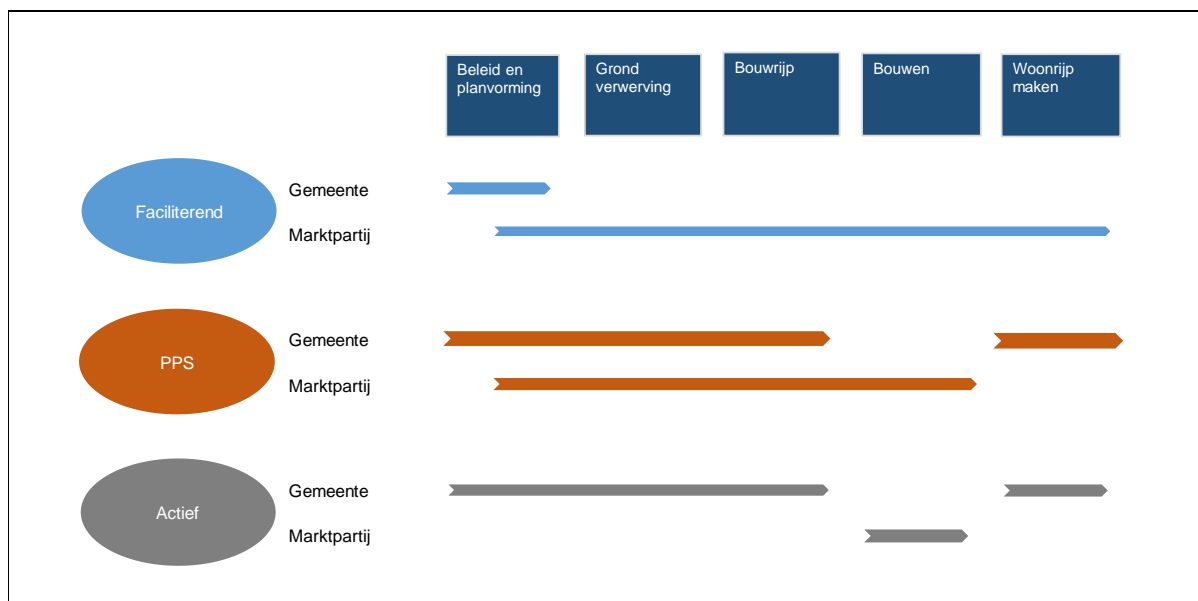 Beleid en
planvorming
Grond
verwerving
Bouwrijp
Bouwen
Woonrijp
maken
Faciliterend
Gemeente
Marktpartij
PPS
Gemeente
Marktpartij
Actief
Gemeente
Marktpartij